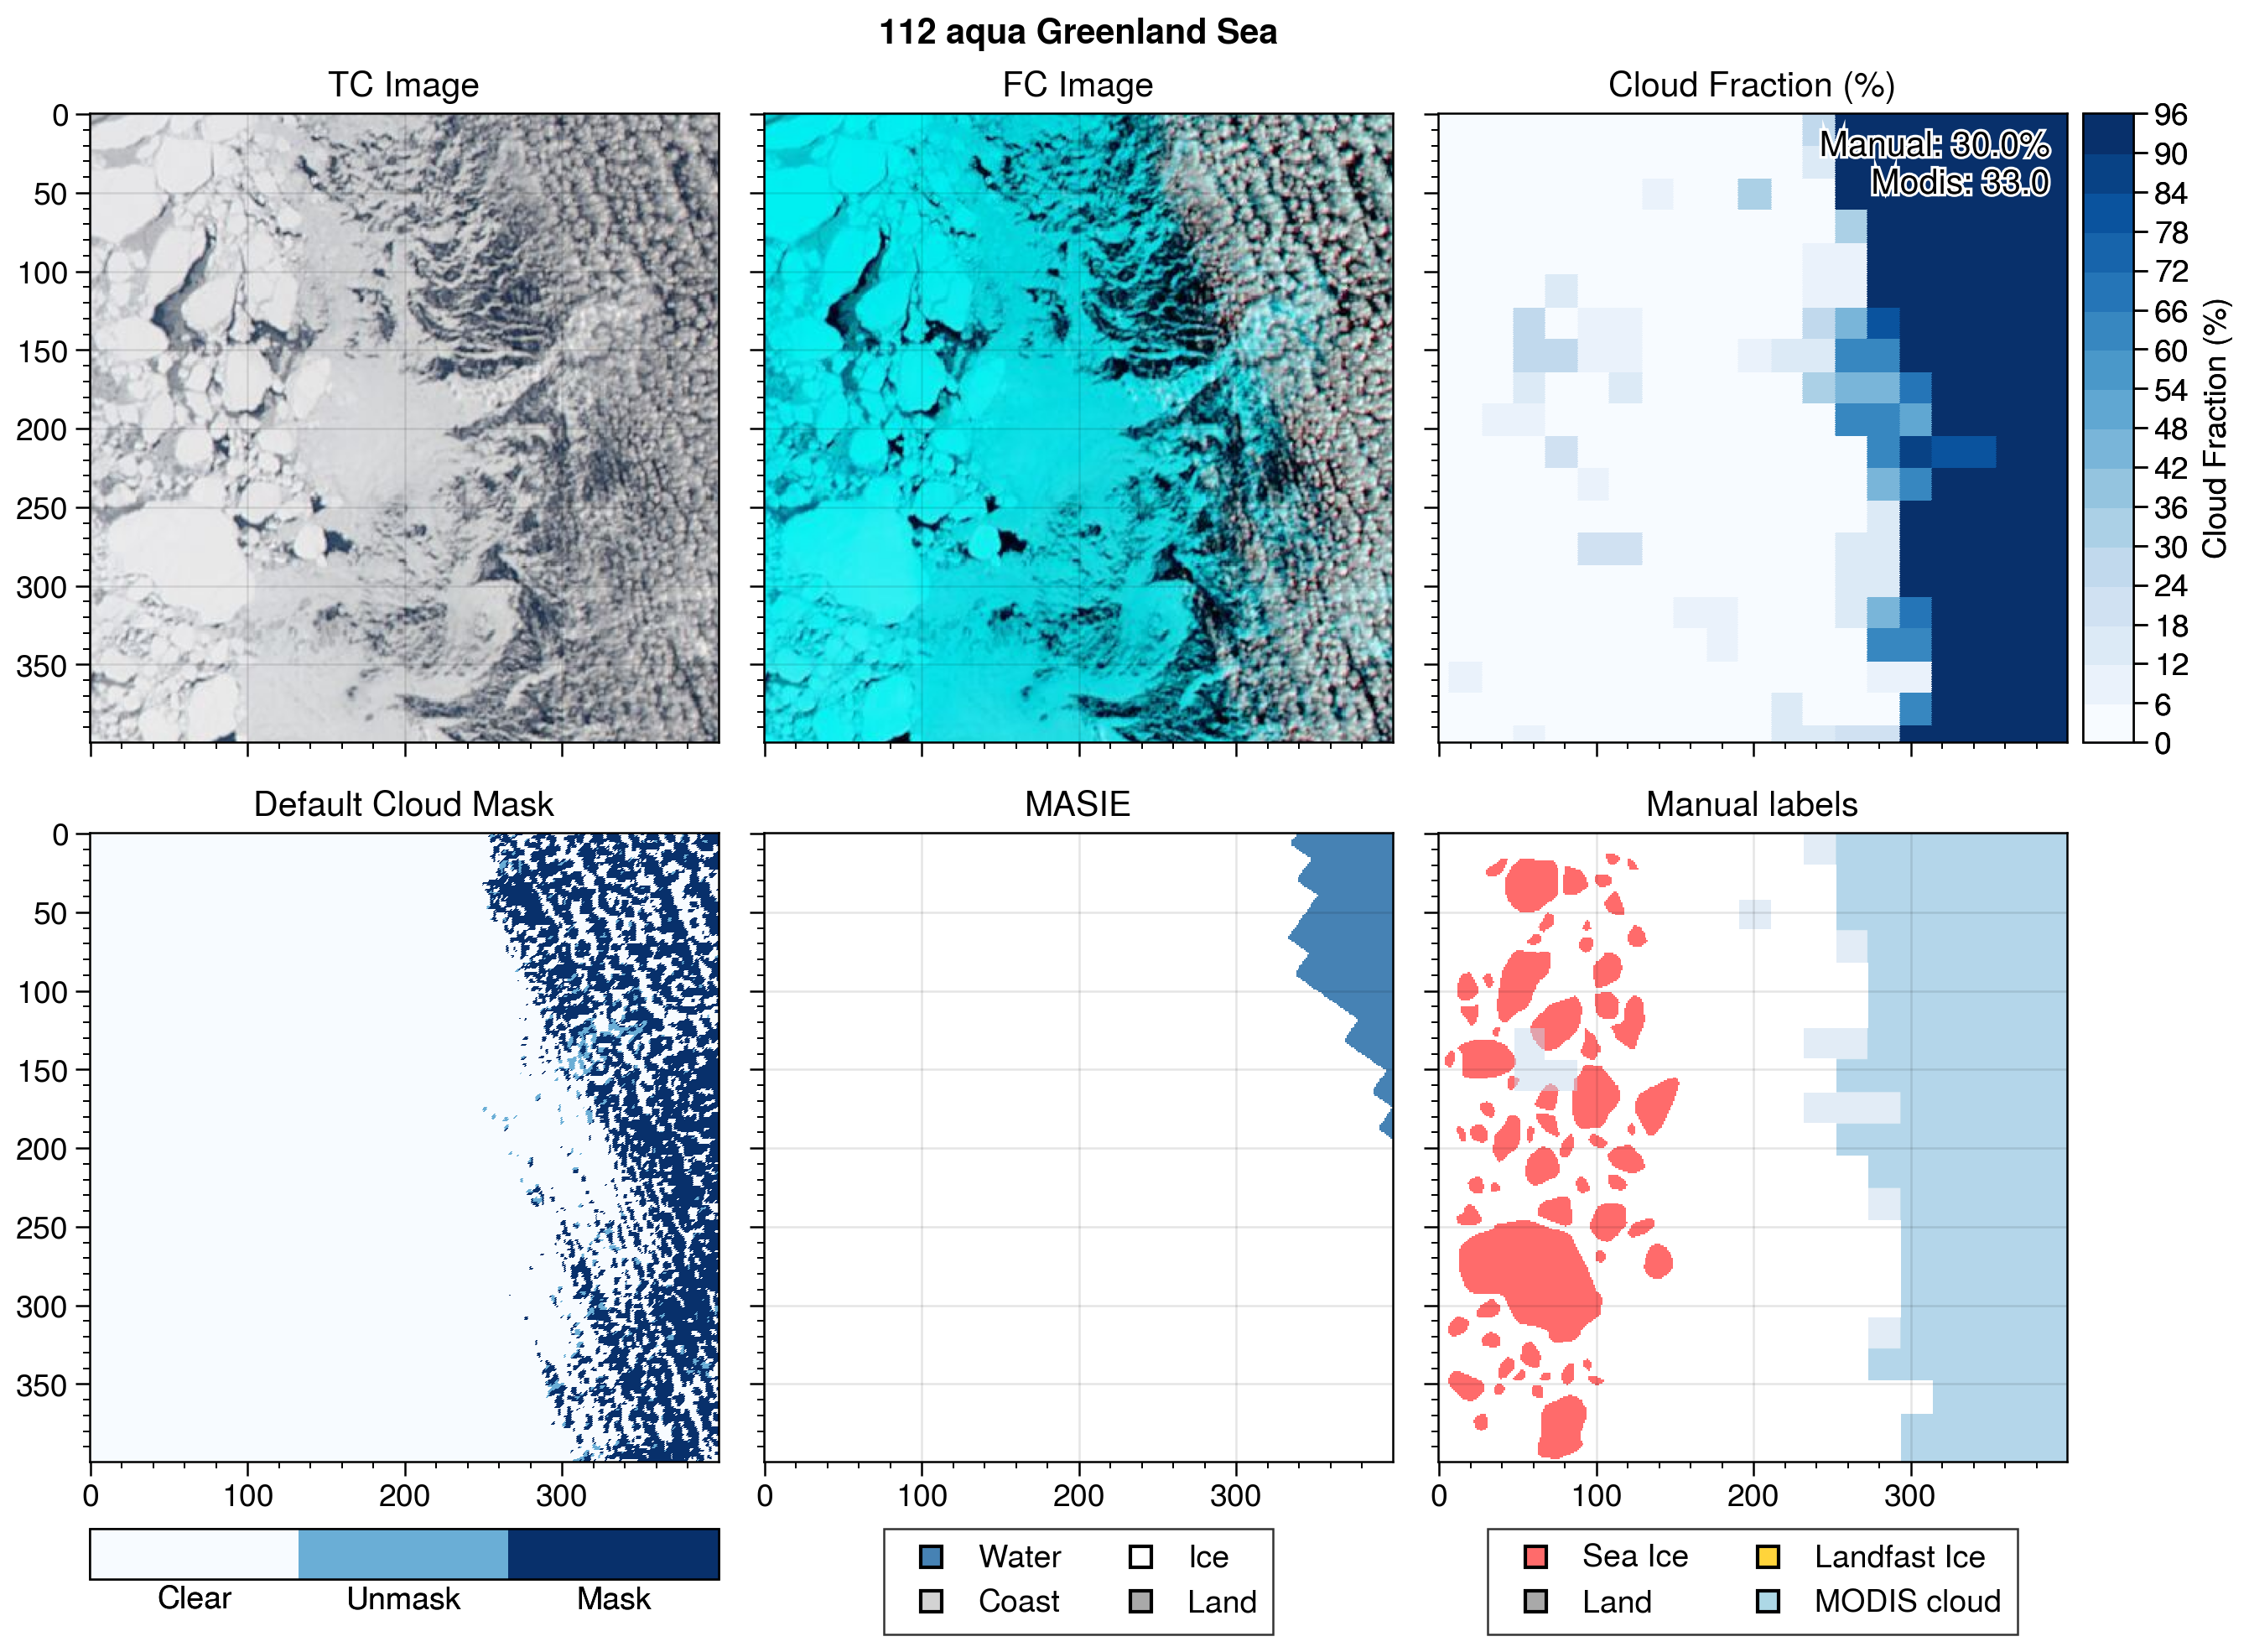 112 aqua Greenland Sea
TC Image
FC Image
Cloud Fraction (%)
0
50
100
150
200
250
300
350
Manual: 30.0%
Modis: 33.0
96
90
84
78
72
66
60
54
48
42
36
30
24
18
12
6
0
Cloud Fraction (%)
Default Cloud Mask
MASIE
Manual labels
0
50
100
150
200
250
300
350
0 100 200 300
0 100 200 300
0 100 200 300
Clear Unmask Mask
Water Ice
Coast Land
Sea Ice Landfast Ice
Land MODIS cloud